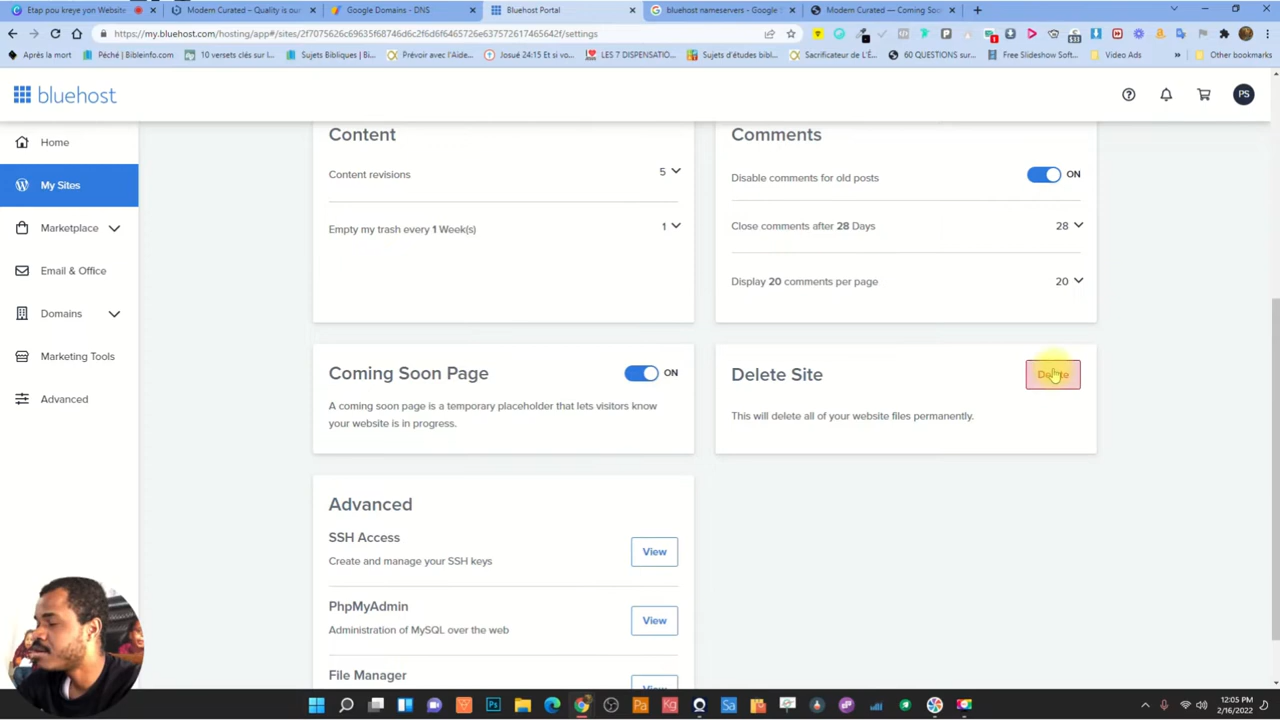 Etap pou kreye yon Website
Modern Curated – Quality is our
Google Domains - DNS
Bluehost Portal
bluehost nameservers - Google S
Modern Curated — Coming Soo
https://my.bluehost.com/hosting/app#/sites/2f7075626c69635f68746d6c2f6d6f6465726e637572617465642f/settings
Après la mort
Péché | Bibleinfo.com
10 versets clés sur l...
Sujets Bibliques | Bi...
Prévoir avec l'Aide...
Josué 24:15 Et si vo...
LES 7 DISPENSATIO...
Sujets d'études bibl...
Sacrificateur de l'É...
60 QUESTIONS sur...
Free Slideshow Soft...
Video Ads
»
Other bookmarks
bluehost
PS
Home
My Sites
Marketplace
Email & Office
Domains
Marketing Tools
Advanced
Content
Content revisions
5
Empty my trash every 1 Week(s)
1
Comments
Disable comments for old posts
ON
Close comments after 28 Days
28
Display 20 comments per page
20
Coming Soon Page
ON
A coming soon page is a temporary placeholder that lets visitors know
your website is in progress.
Delete Site
Delete
This will delete all of your website files permanently.
Advanced
SSH Access
Create and manage your SSH keys
View
PhpMyAdmin
Administration of MySQL over the web
View
File Manager
View
12:05 PM
2/16/2022